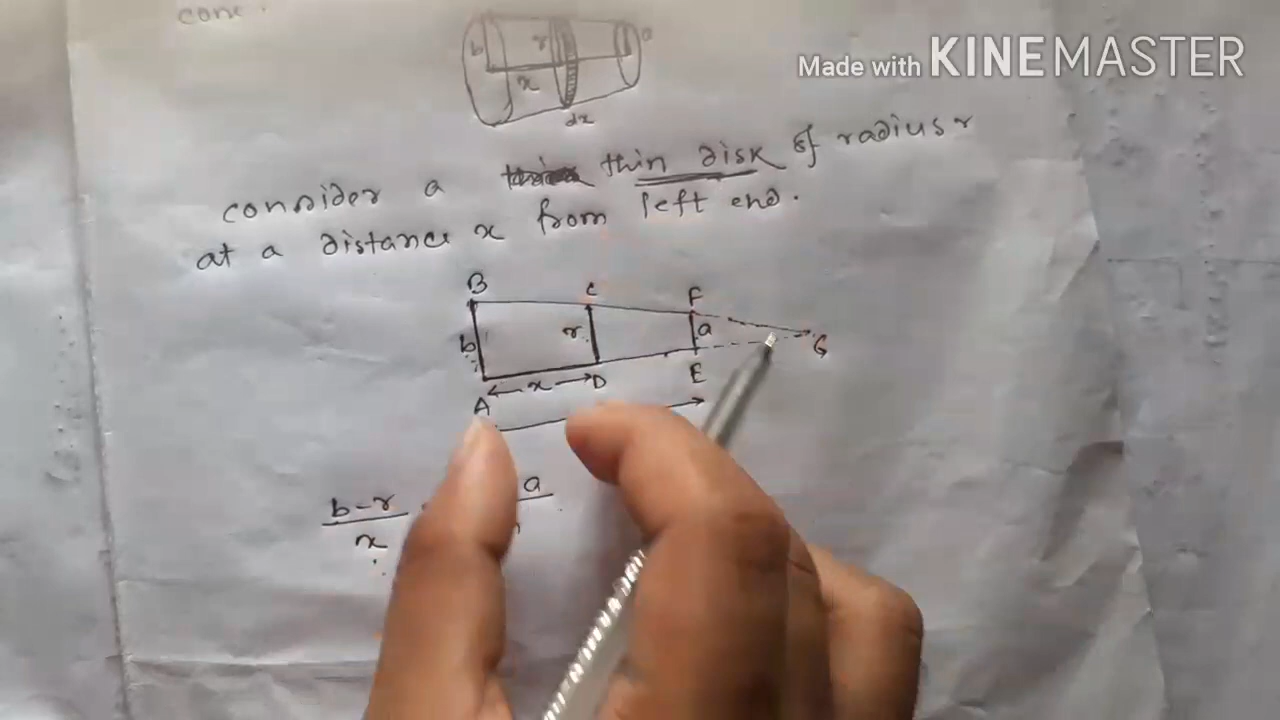 cone.
Made with KINEMASTER
b r a
x
dx
consider a thin disk of radius r
at a distance x from left end.
B C F
b r a G
x D E
A
b-r a
x